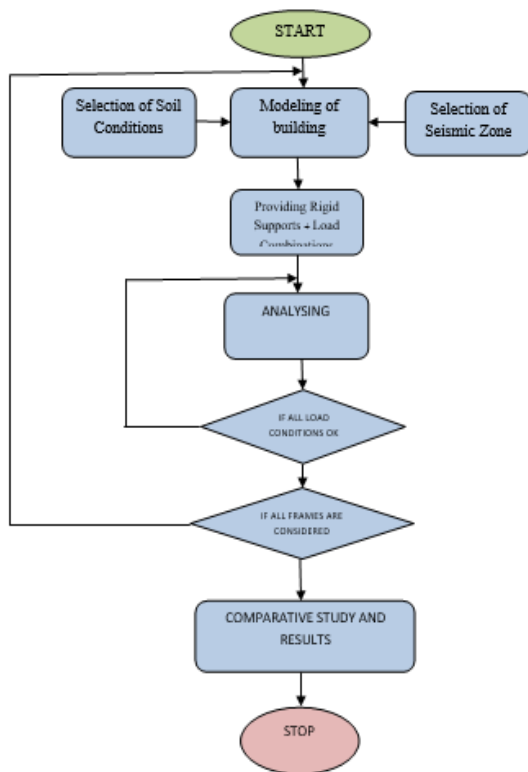 START
Selection of Soil
Conditions
Modeling of
building
Selection of
Seismic Zone
Providing Rigid
Supports + Load
Combinations
ANALYSING
IF ALL LOAD
CONDITIONS OK
IF ALL FRAMES ARE
CONSIDERED
COMPARATIVE STUDY AND
RESULTS
STOP